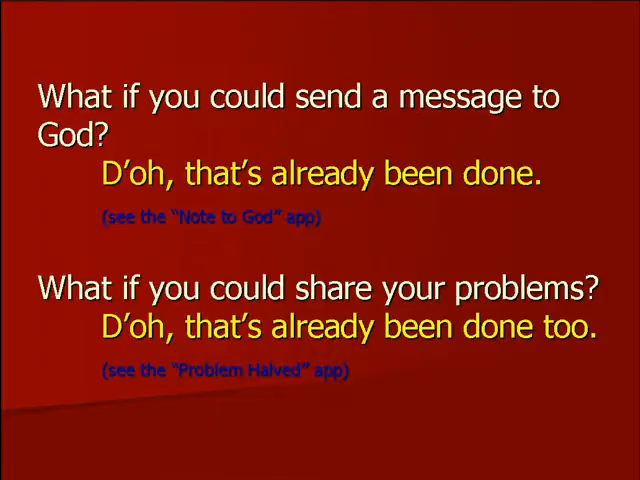 What if you could send a message to
God?
D’oh, that’s already been done.
(see the “Note to God” app)
What if you could share your problems?
D’oh, that’s already been done too.
(see the “Problem Halved” app)